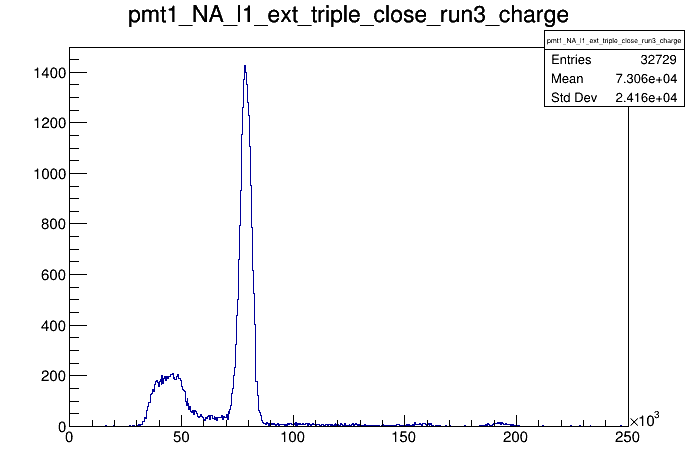 pmt1_NA_l1_ext_triple_close_run3_charge
pmt1_NA_l1_ext_triple_close_run3_charge
Entries 32729
Mean 7.306e+04
Std Dev 2.416e+04
1400
1200
1000
800
600
400
200
0
0 50 100 150 200 250
×10³